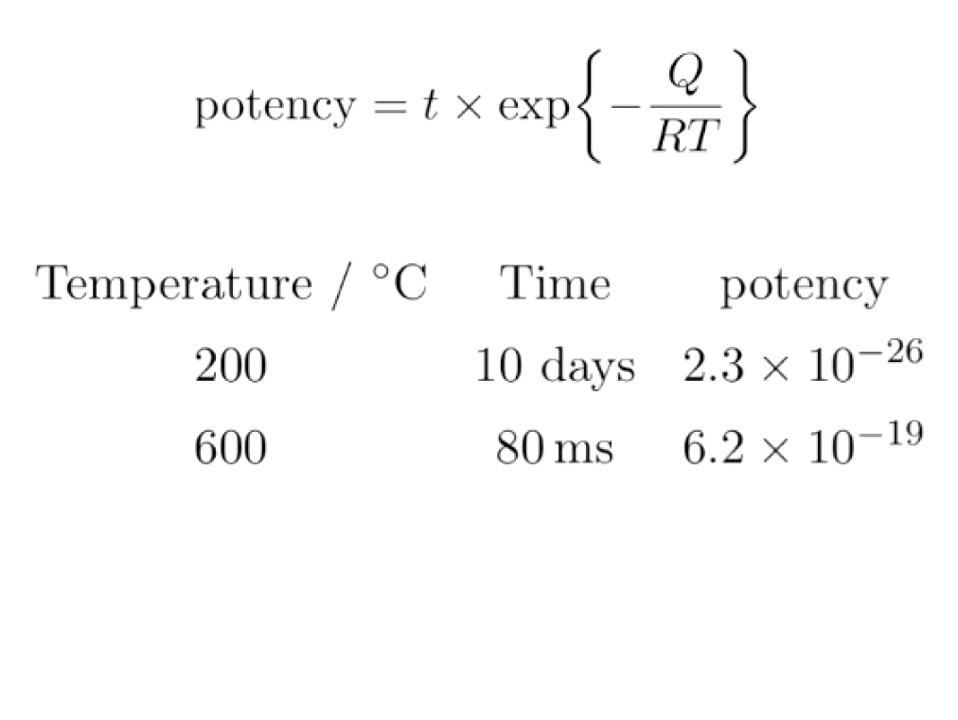 potency = t × exp{−Q/RT}
Temperature / °C Time potency
200 10 days 2.3 × 10⁻²⁶
600 80 ms 6.2 × 10⁻¹⁹